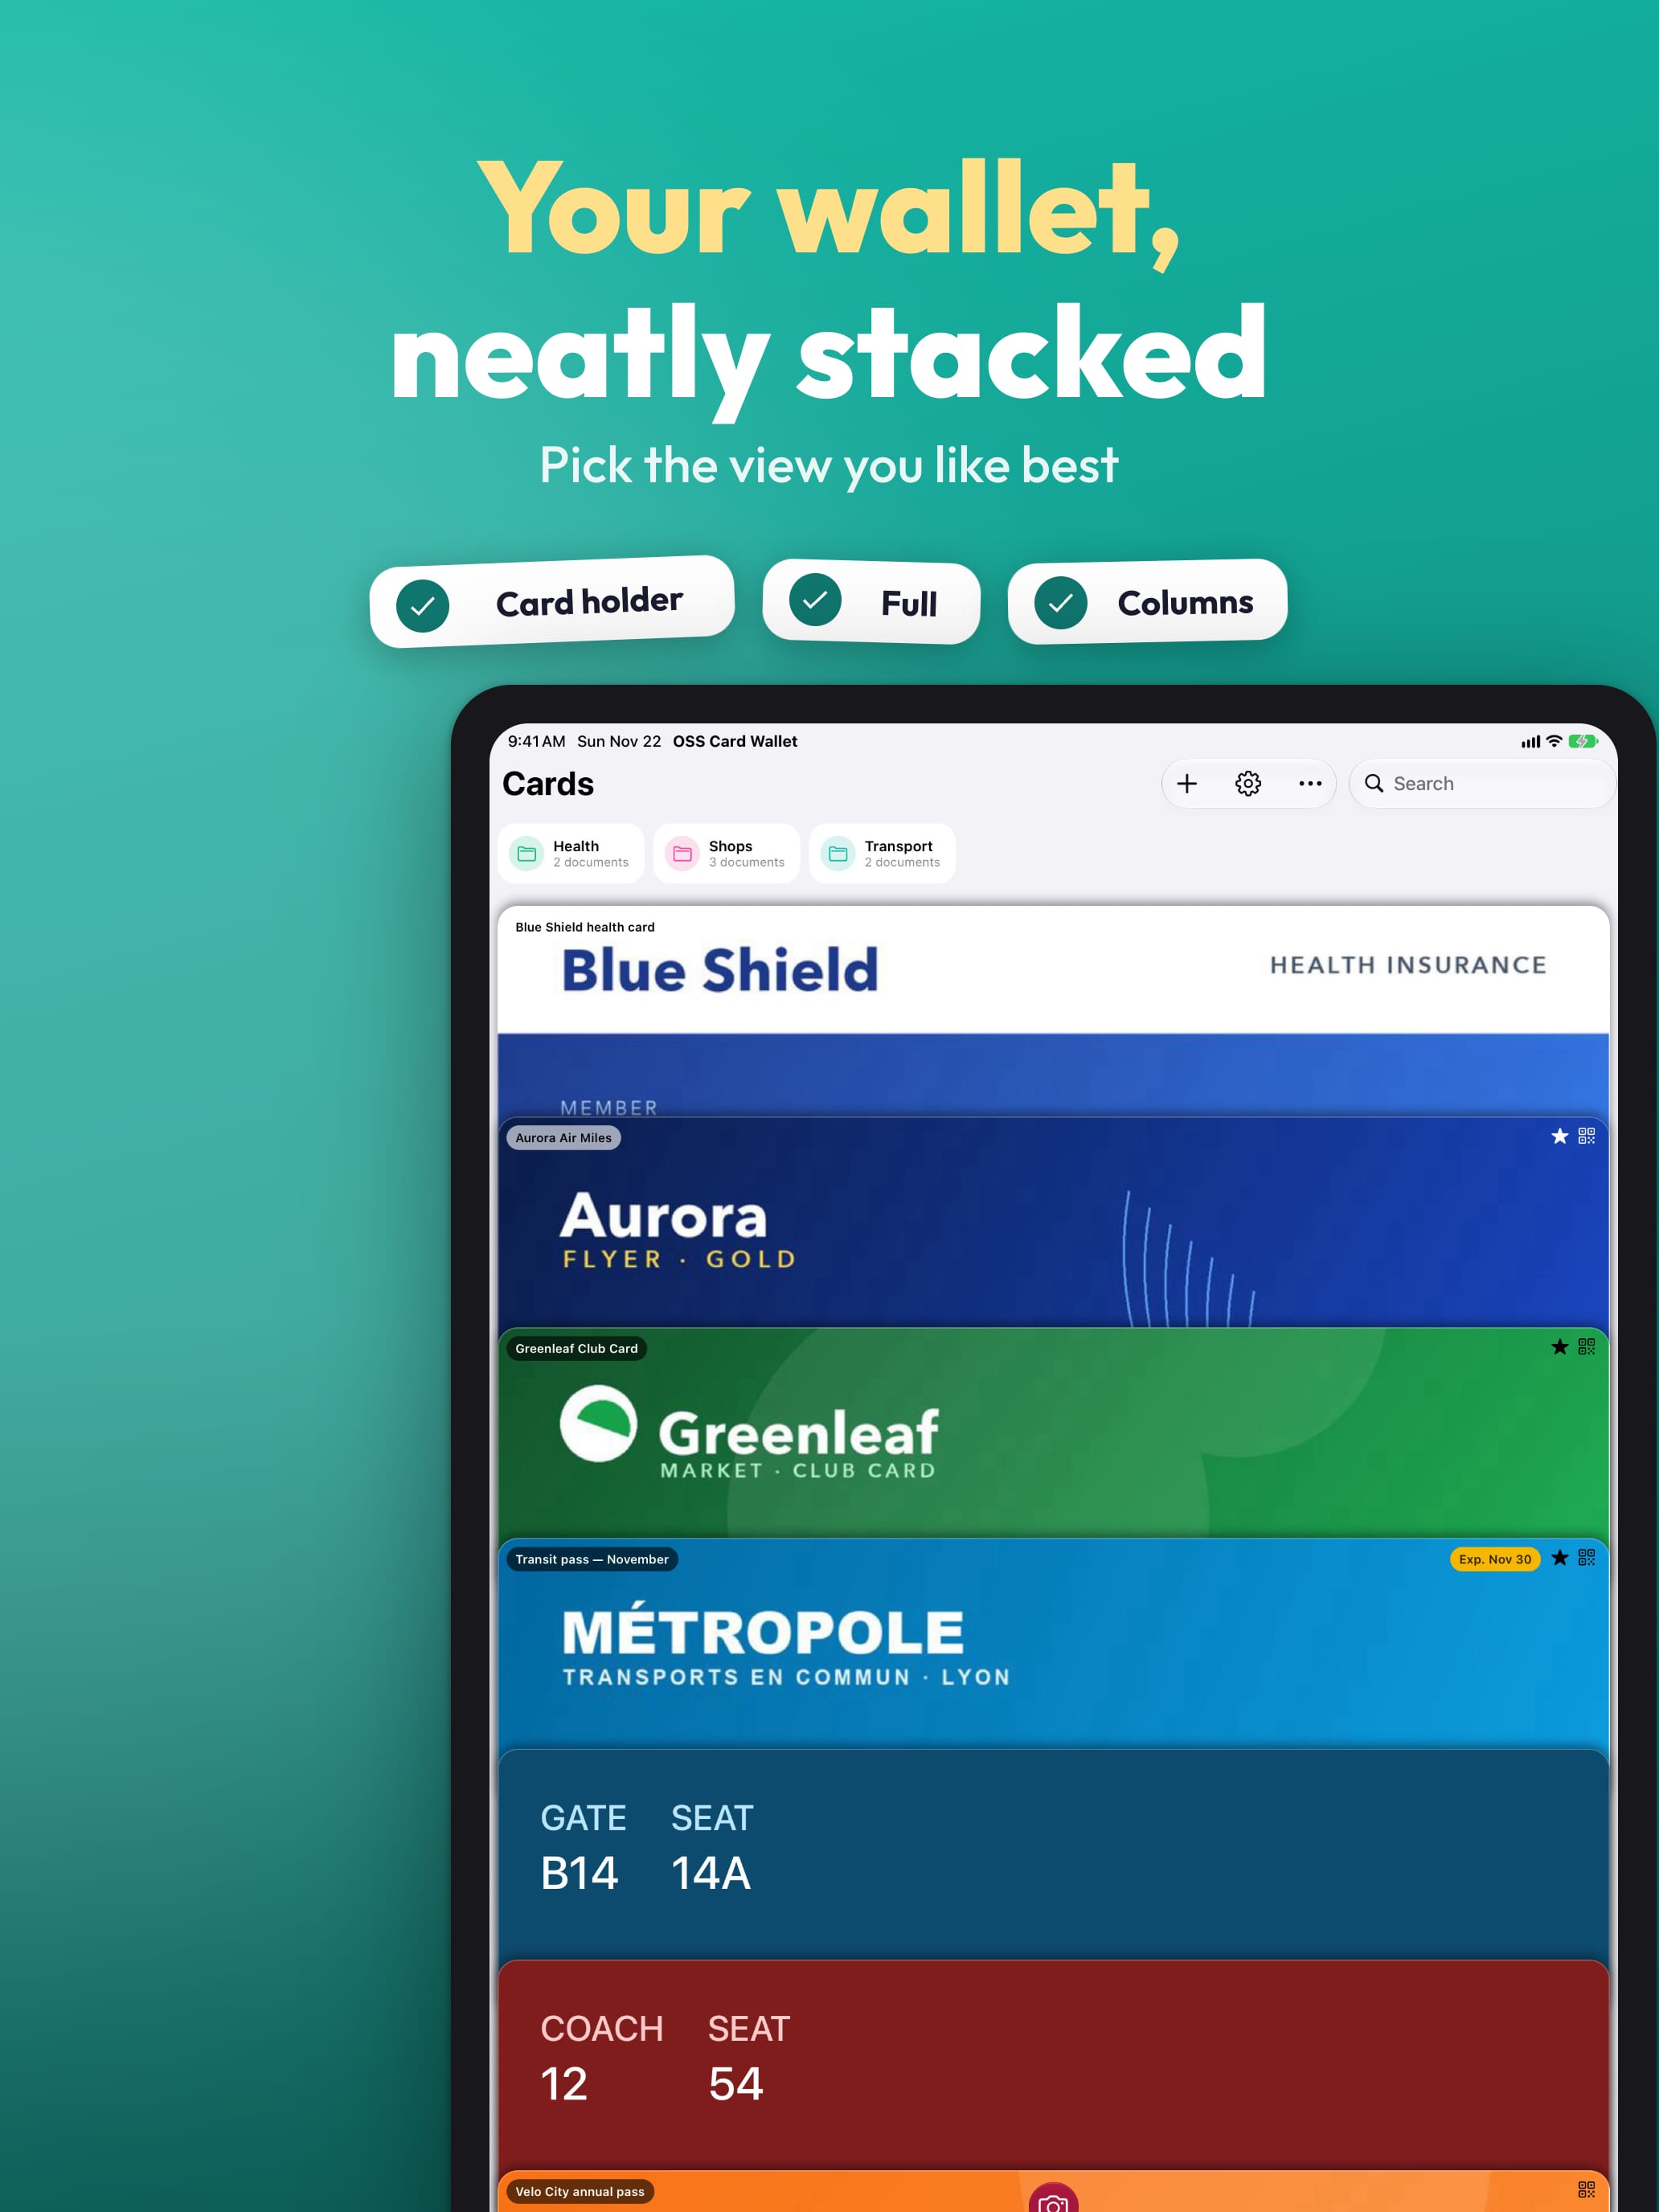 Your wallet,
neatly stacked
Pick the view you like best
Card holder
Full
Columns
9:41 AM Sun Nov 22 OSS Card Wallet
Cards
Search
Health
2 documents
Shops
3 documents
Transport
2 documents
Blue Shield health card
Blue Shield
HEALTH INSURANCE
MEMBER
Aurora Air Miles
Aurora
FLYER · GOLD
Greenleaf Club Card
Greenleaf
MARKET · CLUB CARD
Transit pass — November
Exp. Nov 30
MÉTROPOLE
TRANSPORTS EN COMMUN · LYON
GATE SEAT
B14 14A
COACH SEAT
12 54
Velo City annual pass